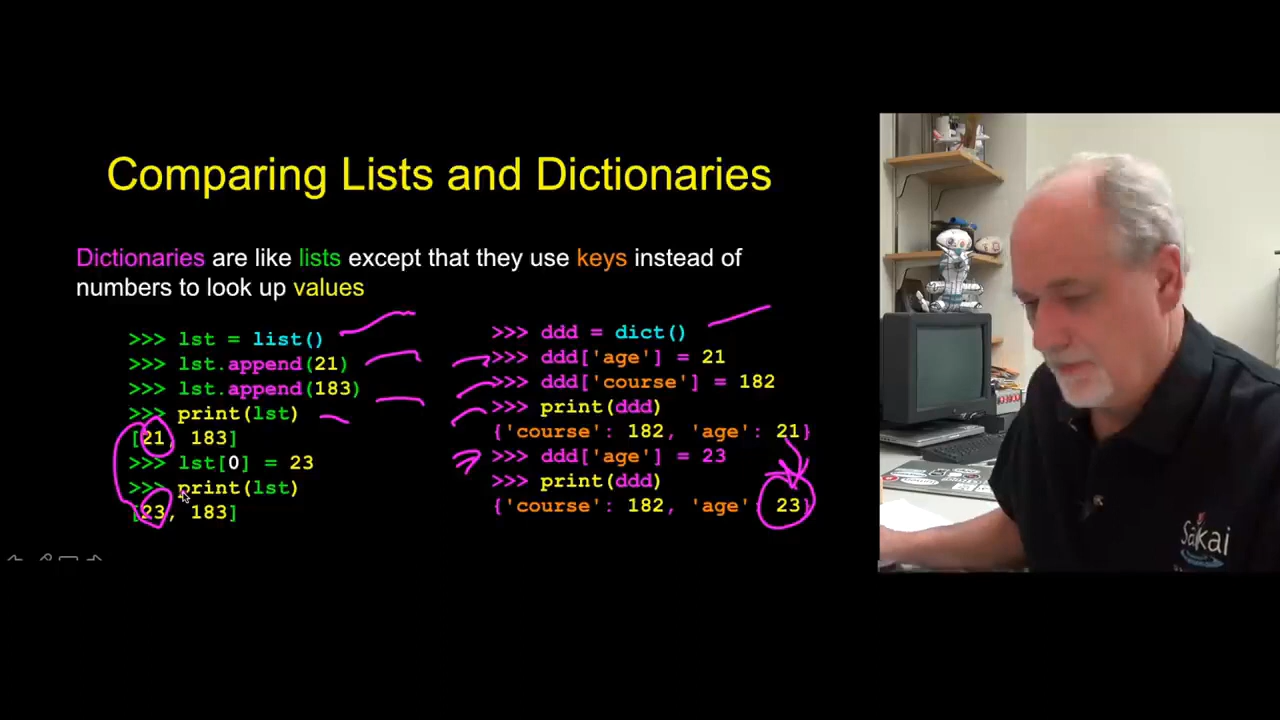 Comparing Lists and Dictionaries
Dictionaries are like lists except that they use keys instead of
numbers to look up values
>>> lst = list()
>>> lst.append(21)
>>> lst.append(183)
>>> print(lst)
[21, 183]
>>> lst[0] = 23
>>> print(lst)
[23, 183]
>>> ddd = dict()
>>> ddd['age'] = 21
>>> ddd['course'] = 182
>>> print(ddd)
{'course': 182, 'age': 21}
>>> ddd['age'] = 23
>>> print(ddd)
{'course': 182, 'age': 23}
Sakai